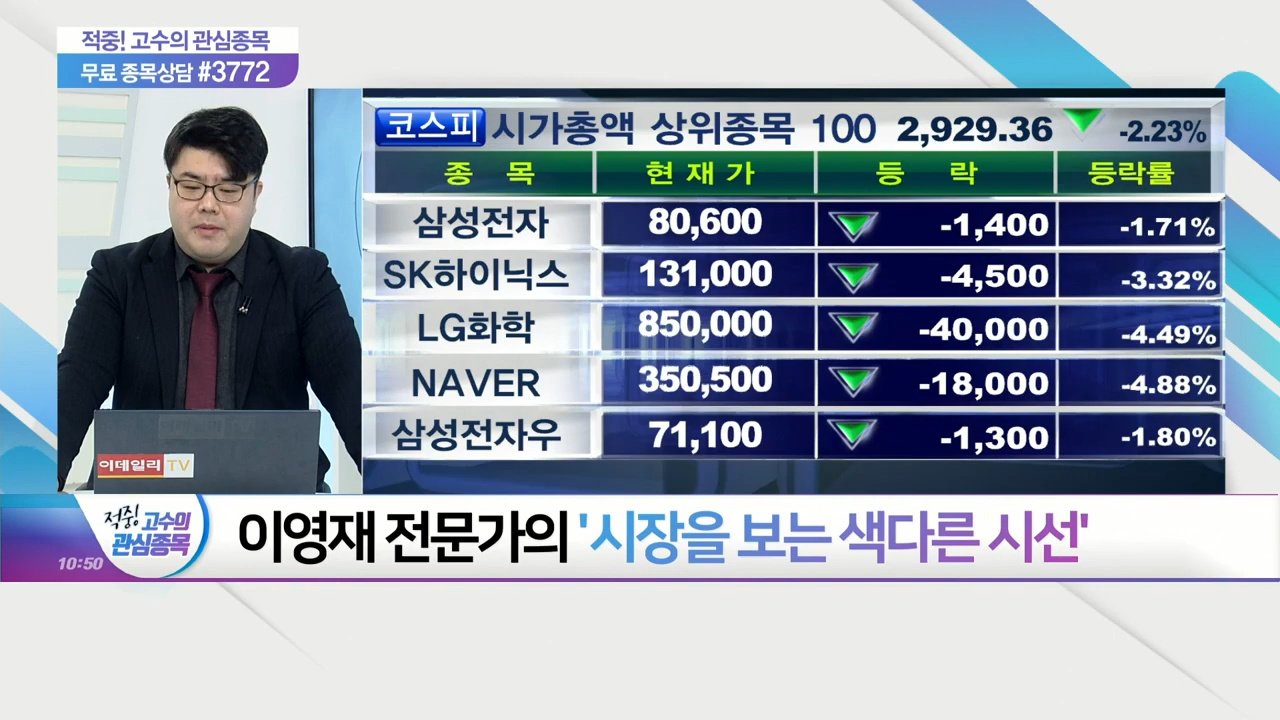 적중! 고수의 관심종목
무료 종목상담 #3772
코스피 시가총액 상위종목 100 2,929.36 -2.23%
종 목 현 재 가 등 락 등락률
삼성전자 80,600 -1,400 -1.71%
SK하이닉스 131,000 -4,500 -3.32%
LG화학 850,000 -40,000 -4.49%
NAVER 350,500 -18,000 -4.88%
삼성전자우 71,100 -1,300 -1.80%
이데일리 TV
적중! 고수의
관심종목
10:50
이영재 전문가의 '시장을 보는 색다른 시선'